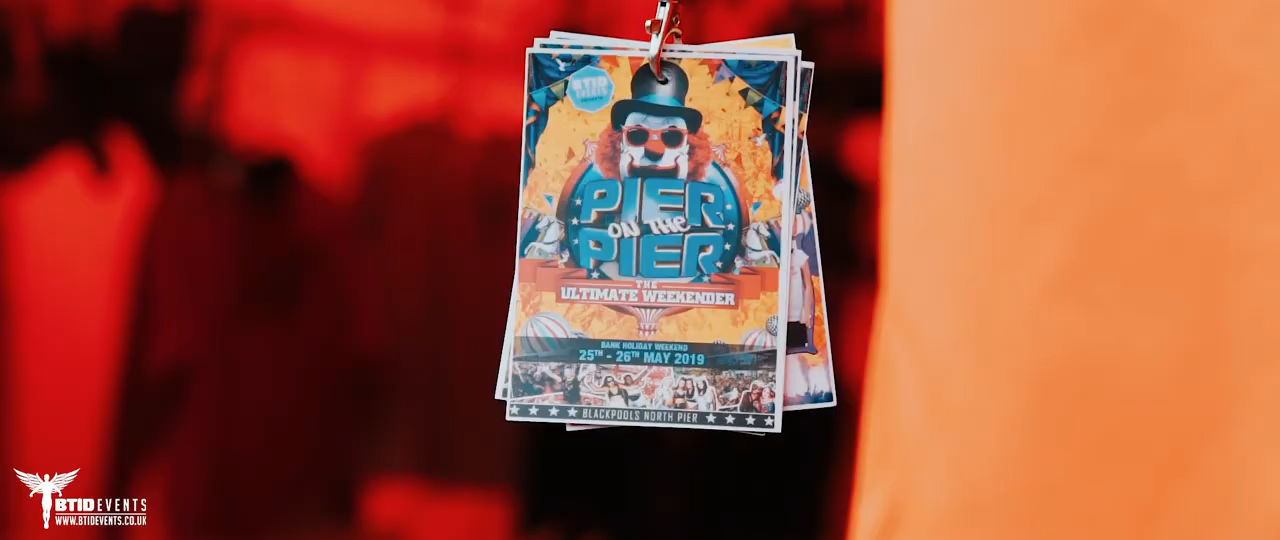 BTID
PIER
ON THE
PIER
THE
ULTIMATE WEEKENDER
BANK HOLIDAY WEEKEND
25TH - 26TH MAY 2019
BLACKPOOLS NORTH PIER
BTID EVENTS
WWW.BTIDEVENTS.CO.UK